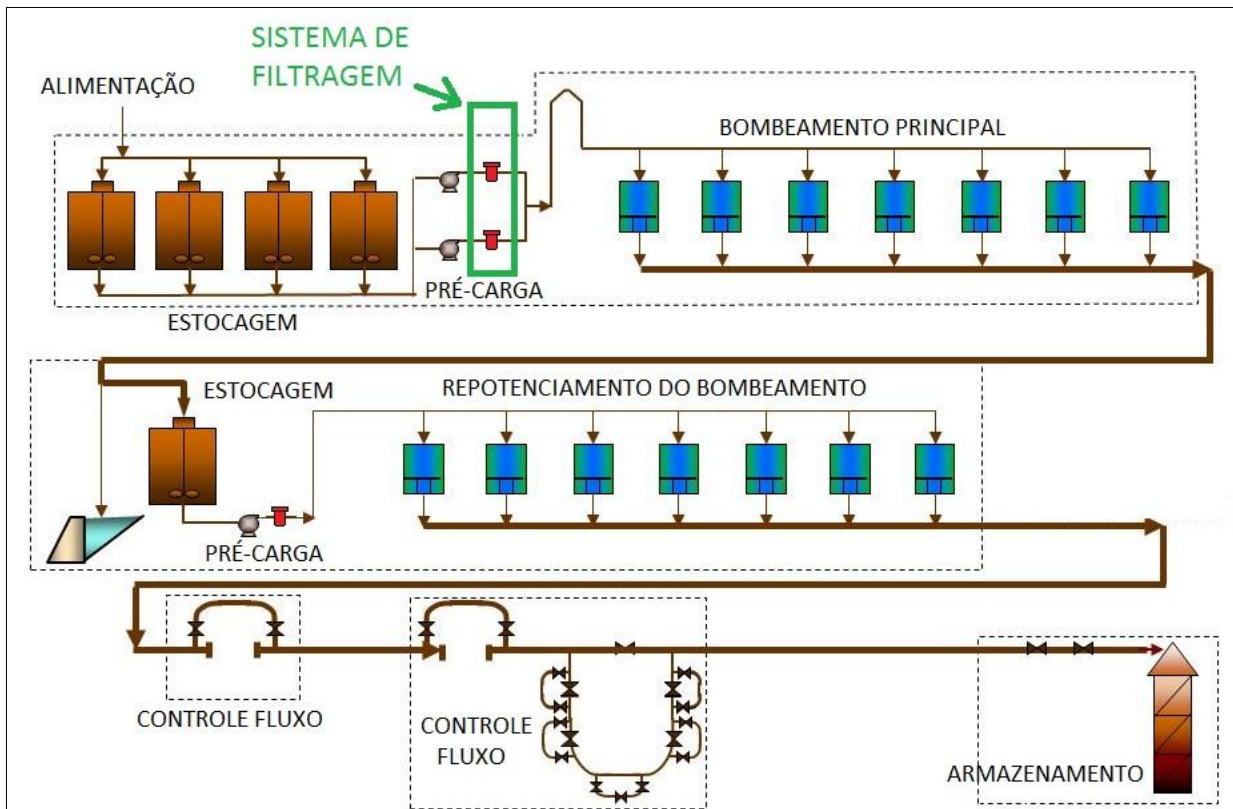 SISTEMA DE
FILTRAGEM
ALIMENTAÇÃO
BOMBEAMENTO PRINCIPAL
PRÉ-CARGA
ESTOCAGEM
ESTOCAGEM
REPOTENCIAMENTO DO BOMBEAMENTO
PRÉ-CARGA
CONTROLE FLUXO
CONTROLE
FLUXO
ARMAZENAMENTO